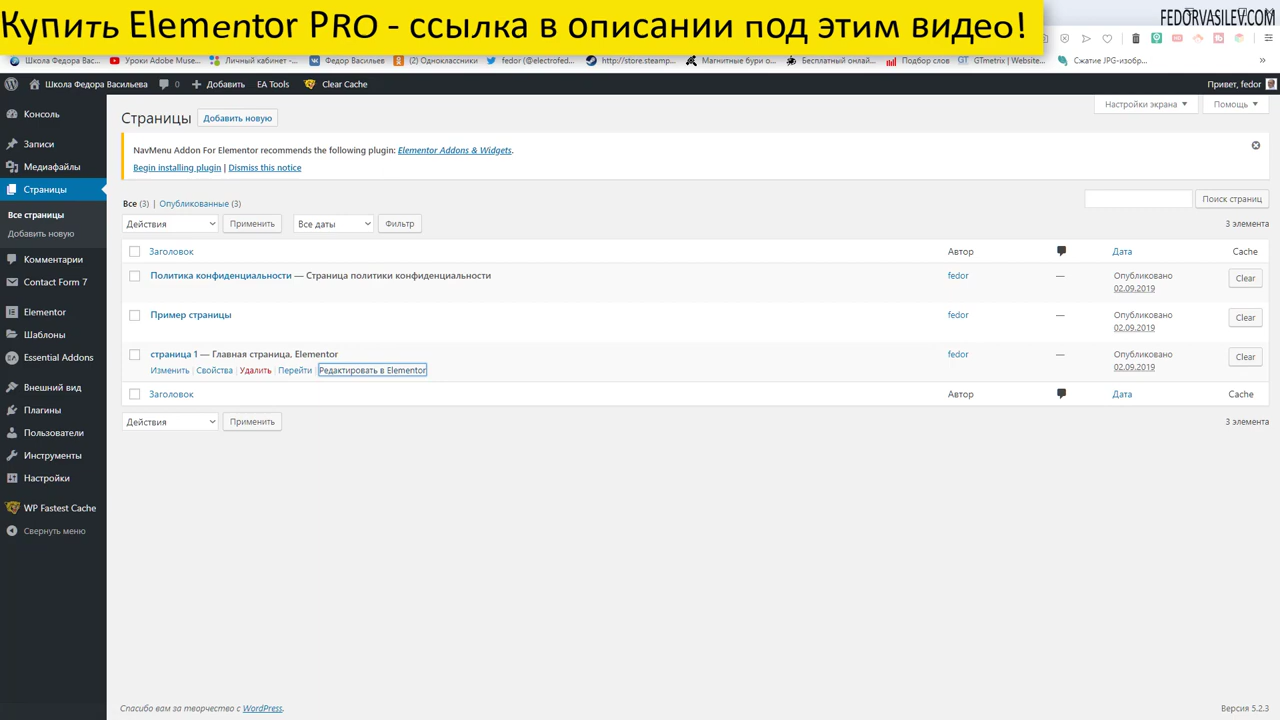 Купить Elementor PRO - ссылка в описании под этим видео!
FEDORVASILEV.COM
Школа Федора Васил...
Уроки Adobe Muse...
Личный кабинет -...
Федор Васильев
(2) Одноклассники
fedor (@electrofed...
http://store.steamp...
Магнитные бури о...
Бесплатный онлай...
Подбор слов
GTmetrix | Website...
Сжатие JPG-изобр...
»
Школа Федора Васильева
0
Добавить
EA Tools
Clear Cache
Привет, fedor
Консоль
Записи
Медиафайлы
Страницы
Все страницы
Добавить новую
Комментарии
Contact Form 7
Elementor
Шаблоны
Essential Addons
Внешний вид
Плагины
Пользователи
Инструменты
Настройки
WP Fastest Cache
Свернуть меню
Настройки экрана
Помощь
Страницы
Добавить новую
NavMenu Addon For Elementor recommends the following plugin: Elementor Addons & Widgets.
Begin installing plugin | Dismiss this notice
Все (3) | Опубликованные (3)
Поиск страниц
Действия
Применить
Все даты
Фильтр
3 элемента
Заголовок
Автор
Дата
Cache
Политика конфиденциальности — Страница политики конфиденциальности
fedor
—
Опубликовано
02.09.2019
Clear
Пример страницы
fedor
—
Опубликовано
02.09.2019
Clear
страница 1 — Главная страница, Elementor
Изменить | Свойства | Удалить | Перейти | Редактировать в Elementor
fedor
—
Опубликовано
02.09.2019
Clear
Заголовок
Автор
Дата
Cache
Действия
Применить
3 элемента
Спасибо вам за творчество с WordPress.
Версия 5.2.3